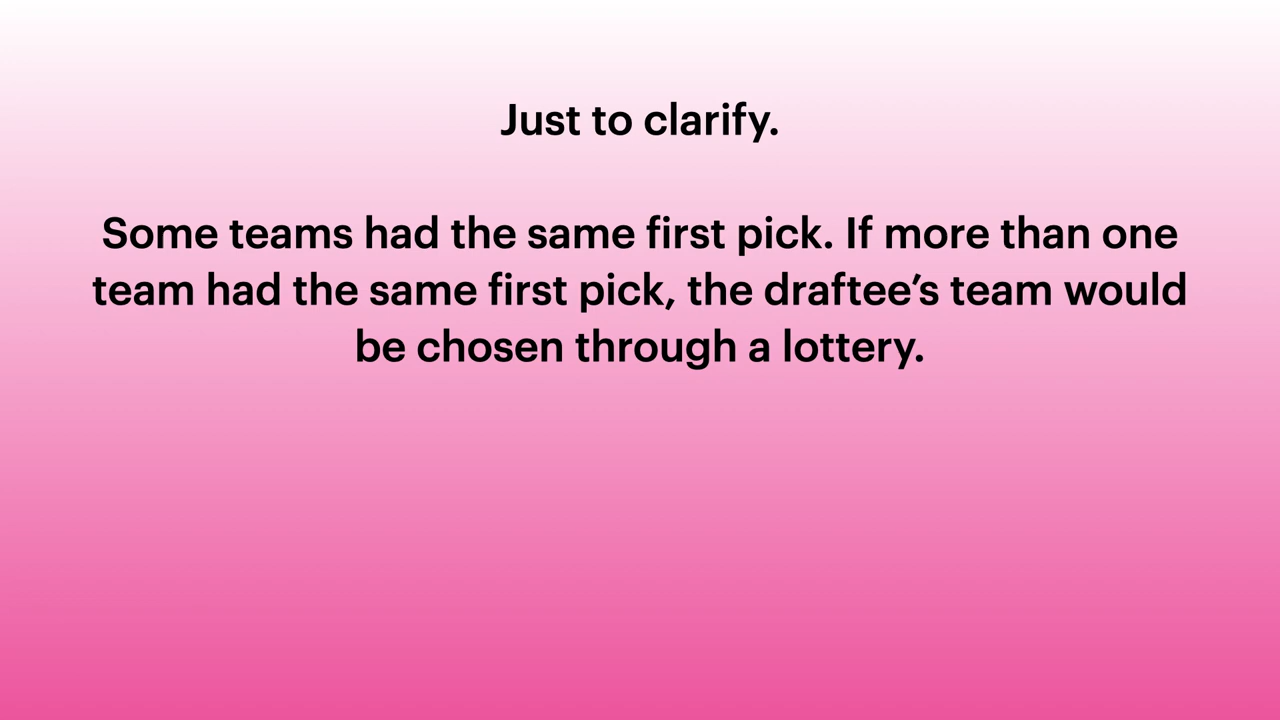 Just to clarify.
Some teams had the same first pick. If more than one
team had the same first pick, the draftee’s team would
be chosen through a lottery.